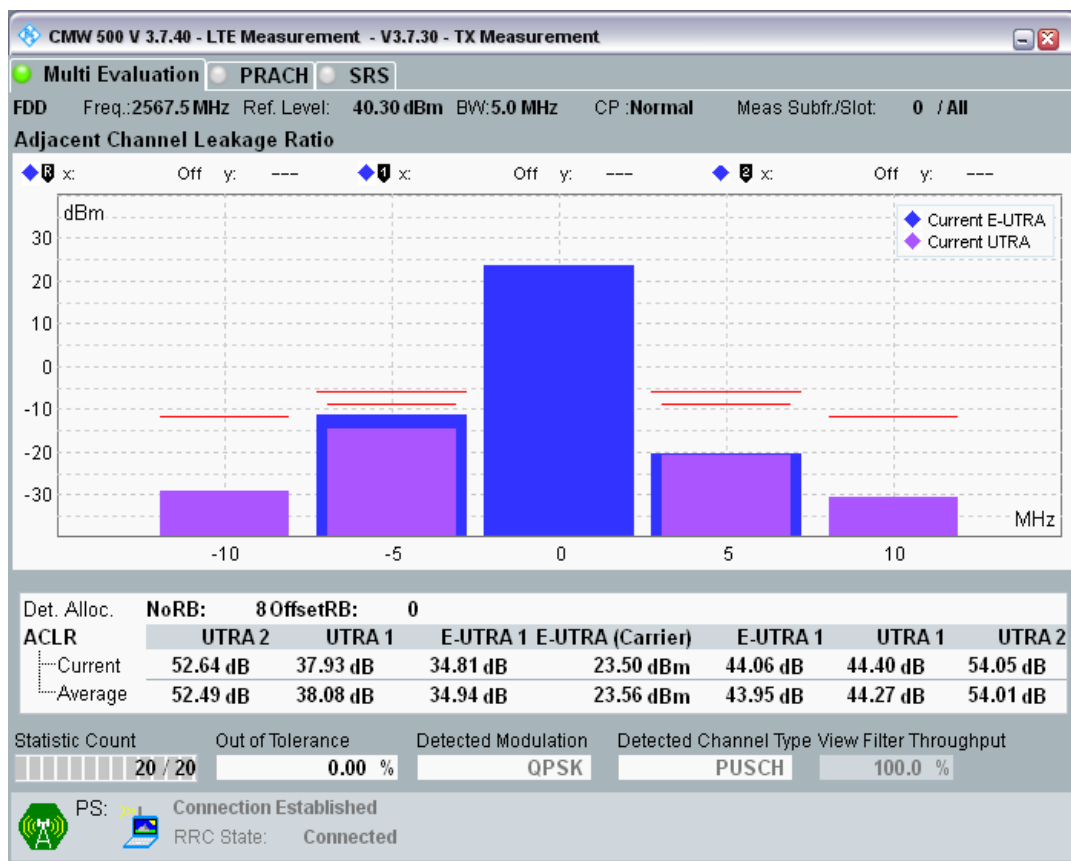 CMW 500 V 3.7.40 - LTE Measurement - V3.7.30 - TX Measurement
Multi Evaluation PRACH SRS
FDD Freq.:2567.5 MHz Ref. Level: 40.30 dBm BW:5.0 MHz CP :Normal Meas Subfr./Slot: 0 / All
Adjacent Channel Leakage Ratio
R x: Off y: --- 1 x: Off y: --- 2 x: Off y: ---
dBm
Current E-UTRA
Current UTRA
30
20
10
0
-10
-20
-30
MHz
-10 -5 0 5 10
Det. Alloc. NoRB: 8 OffsetRB: 0
ACLR UTRA 2 UTRA 1 E-UTRA 1 E-UTRA (Carrier) E-UTRA 1 UTRA 1 UTRA 2
Current 52.64 dB 37.93 dB 34.81 dB 23.50 dBm 44.06 dB 44.40 dB 54.05 dB
Average 52.49 dB 38.08 dB 34.94 dB 23.56 dBm 43.95 dB 44.27 dB 54.01 dB
Statistic Count Out of Tolerance Detected Modulation Detected Channel Type View Filter Throughput
20 / 20 0.00 % QPSK PUSCH 100.0 %
PS: Connection Established
RRC State: Connected